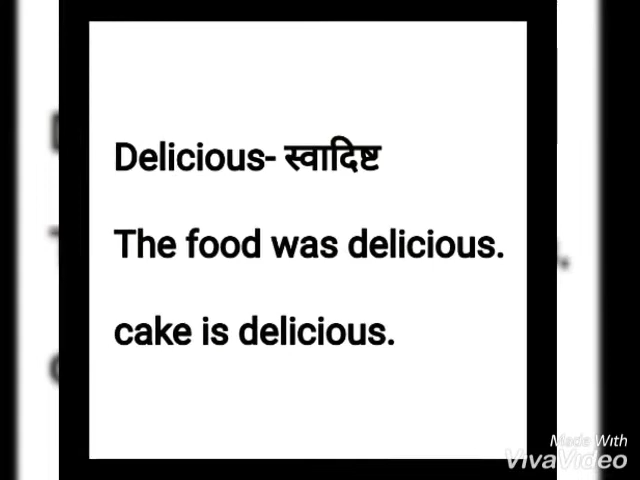 Delicious- स्वादिष्ट
The food was delicious.
cake is delicious.
Made With
VivaVideo